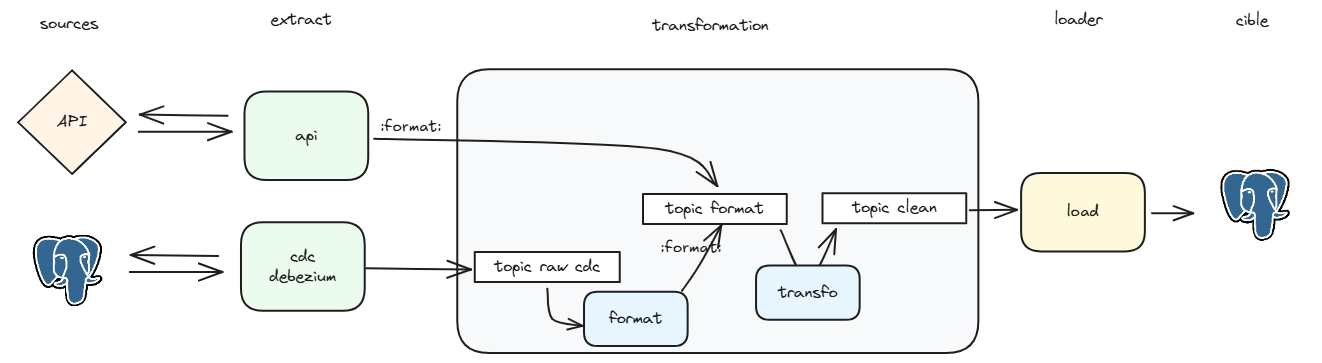 sources
extract
transformation
loader
cible
API
api
:format:
topic format
topic clean
load
:format:
cdc
debezium
topic raw cdc
transfo
format